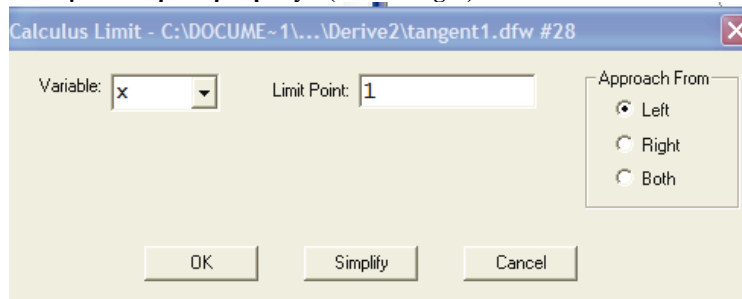 Calculus Limit - C:\DOCUME~1\...\Derive2\tangent1.dfw #28
Variable: x
Limit Point: 1
Approach From
Left
Right
Both
OK
Simplify
Cancel